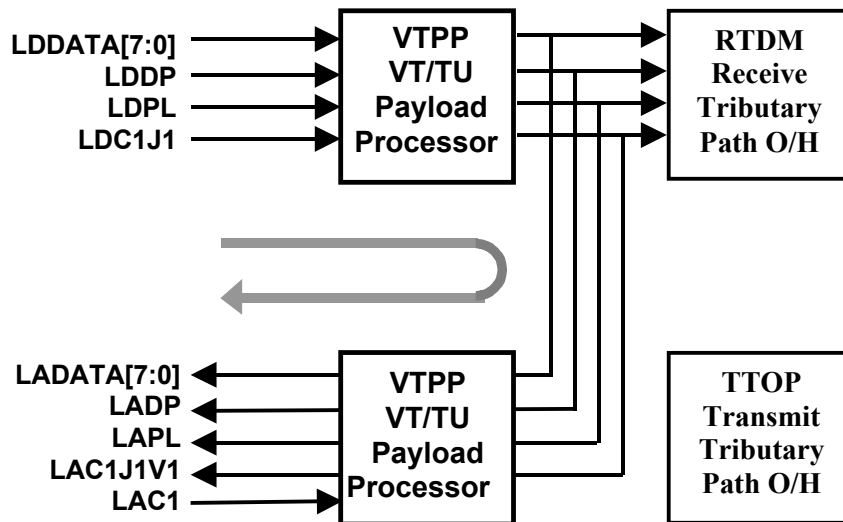 LDDATA[7:0]
LDDP
LDPL
LDC1J1
VTPP
VT/TU
Payload
Processor
RTDM
Receive
Tributary
Path O/H
LADATA[7:0]
LADP
LAPL
LAC1J1V1
LAC1
VTPP
VT/TU
Payload
Processor
TTOP
Transmit
Tributary
Path O/H